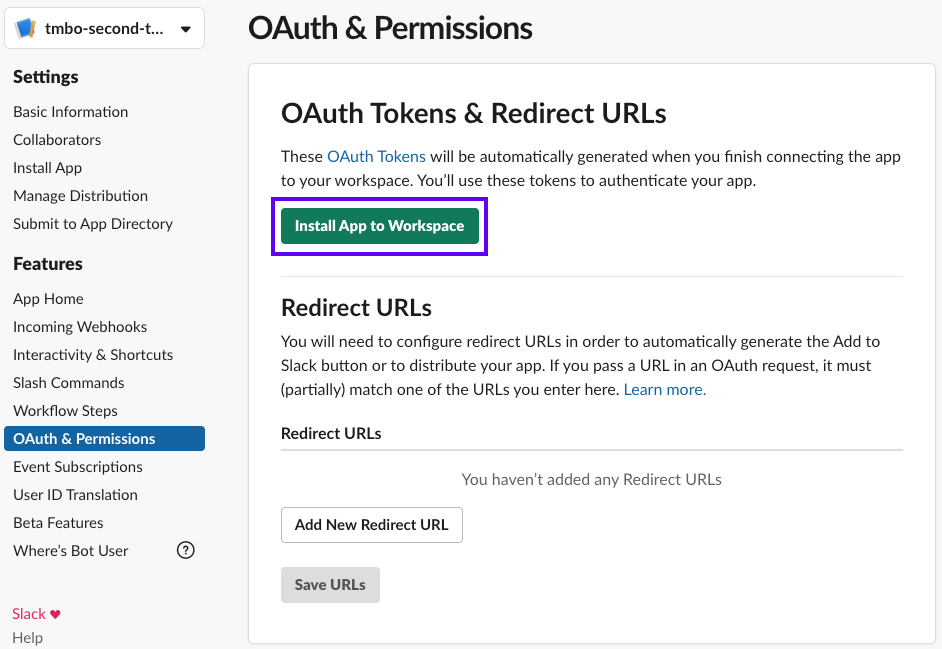 tmbo-second-t...
Settings
Basic Information
Collaborators
Install App
Manage Distribution
Submit to App Directory
Features
App Home
Incoming Webhooks
Interactivity & Shortcuts
Slash Commands
Workflow Steps
OAuth & Permissions
Event Subscriptions
User ID Translation
Beta Features
Where's Bot User ?
Slack ♥
Help
OAuth & Permissions
OAuth Tokens & Redirect URLs
These OAuth Tokens will be automatically generated when you finish connecting the app
to your workspace. You'll use these tokens to authenticate your app.
Install App to Workspace
Redirect URLs
You will need to configure redirect URLs in order to automatically generate the Add to
Slack button or to distribute your app. If you pass a URL in an OAuth request, it must
(partially) match one of the URLs you enter here. Learn more.
Redirect URLs
You haven't added any Redirect URLs
Add New Redirect URL
Save URLs